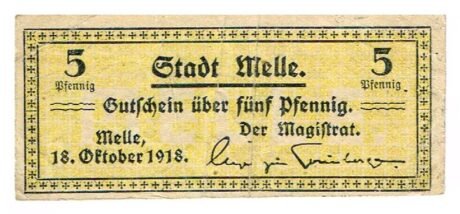 5 Stadt Melle. 5
Pfennig Pfennig
Gutschein über fünf Pfennig.
Melle, Der Magistrat.
18. Oktober 1918.